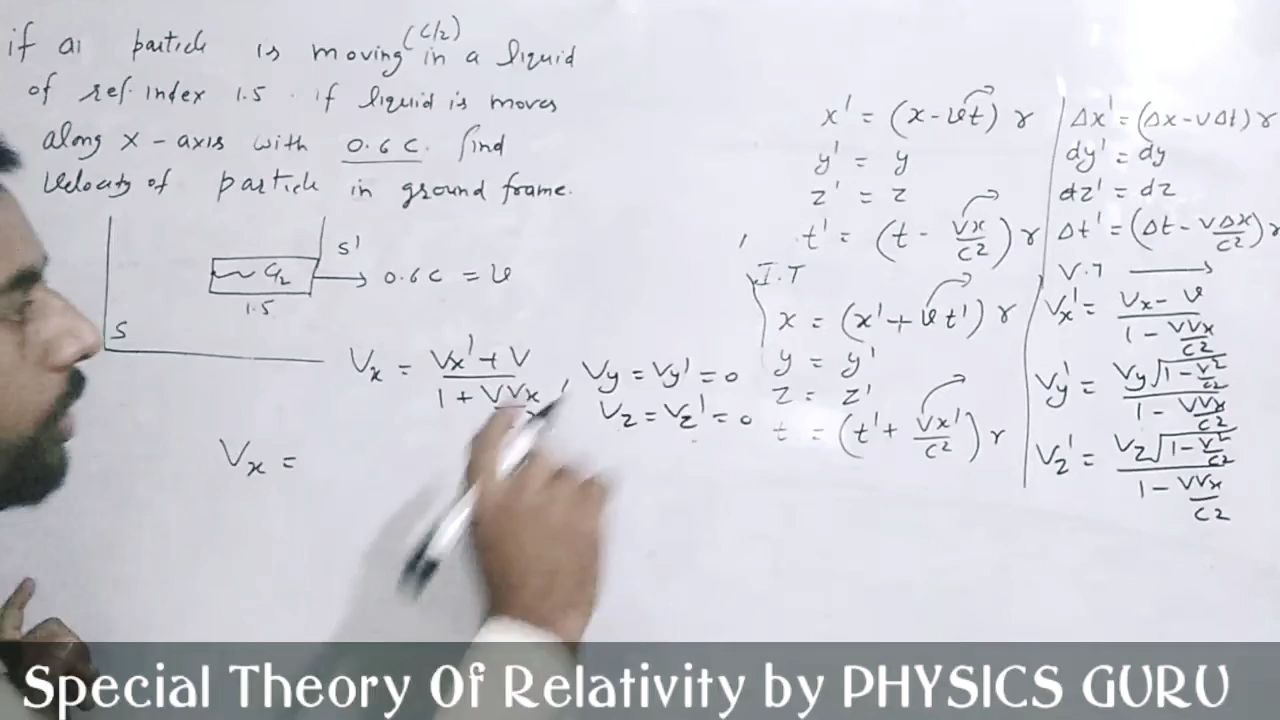 if a particle is moving (c/2) in a liquid
of ref. index 1.5 . if liquid is moves
along x - axis with 0.6 c. find
velocity of particle in ground frame.
S'
c/2
0.6 c = v
1.5
S
Vx = Vx' + V / 1 + VVx
Vy = Vy' = 0
Vz = Vz' = 0
Vx =
x' = (x - vt) γ
y' = y
z' = z
t' = (t - Vx/c2) γ
I.T
x = (x' + vt') γ
y = y'
z = z'
t = (t' + Vx'/c2) γ
Δx' = (Δx - vΔt) γ
dy' = dy
dz' = dz
Δt' = (Δt - VΔx/c2) γ
V.T
Vx' = Vx - v / 1 - VVx/c2
Vy' = Vy√1 - v²/c2 / 1 - VVx/c2
Vz' = Vz√1 - v²/c2 / 1 - VVx/c2
Special Theory Of Relativity by PHYSICS GURU